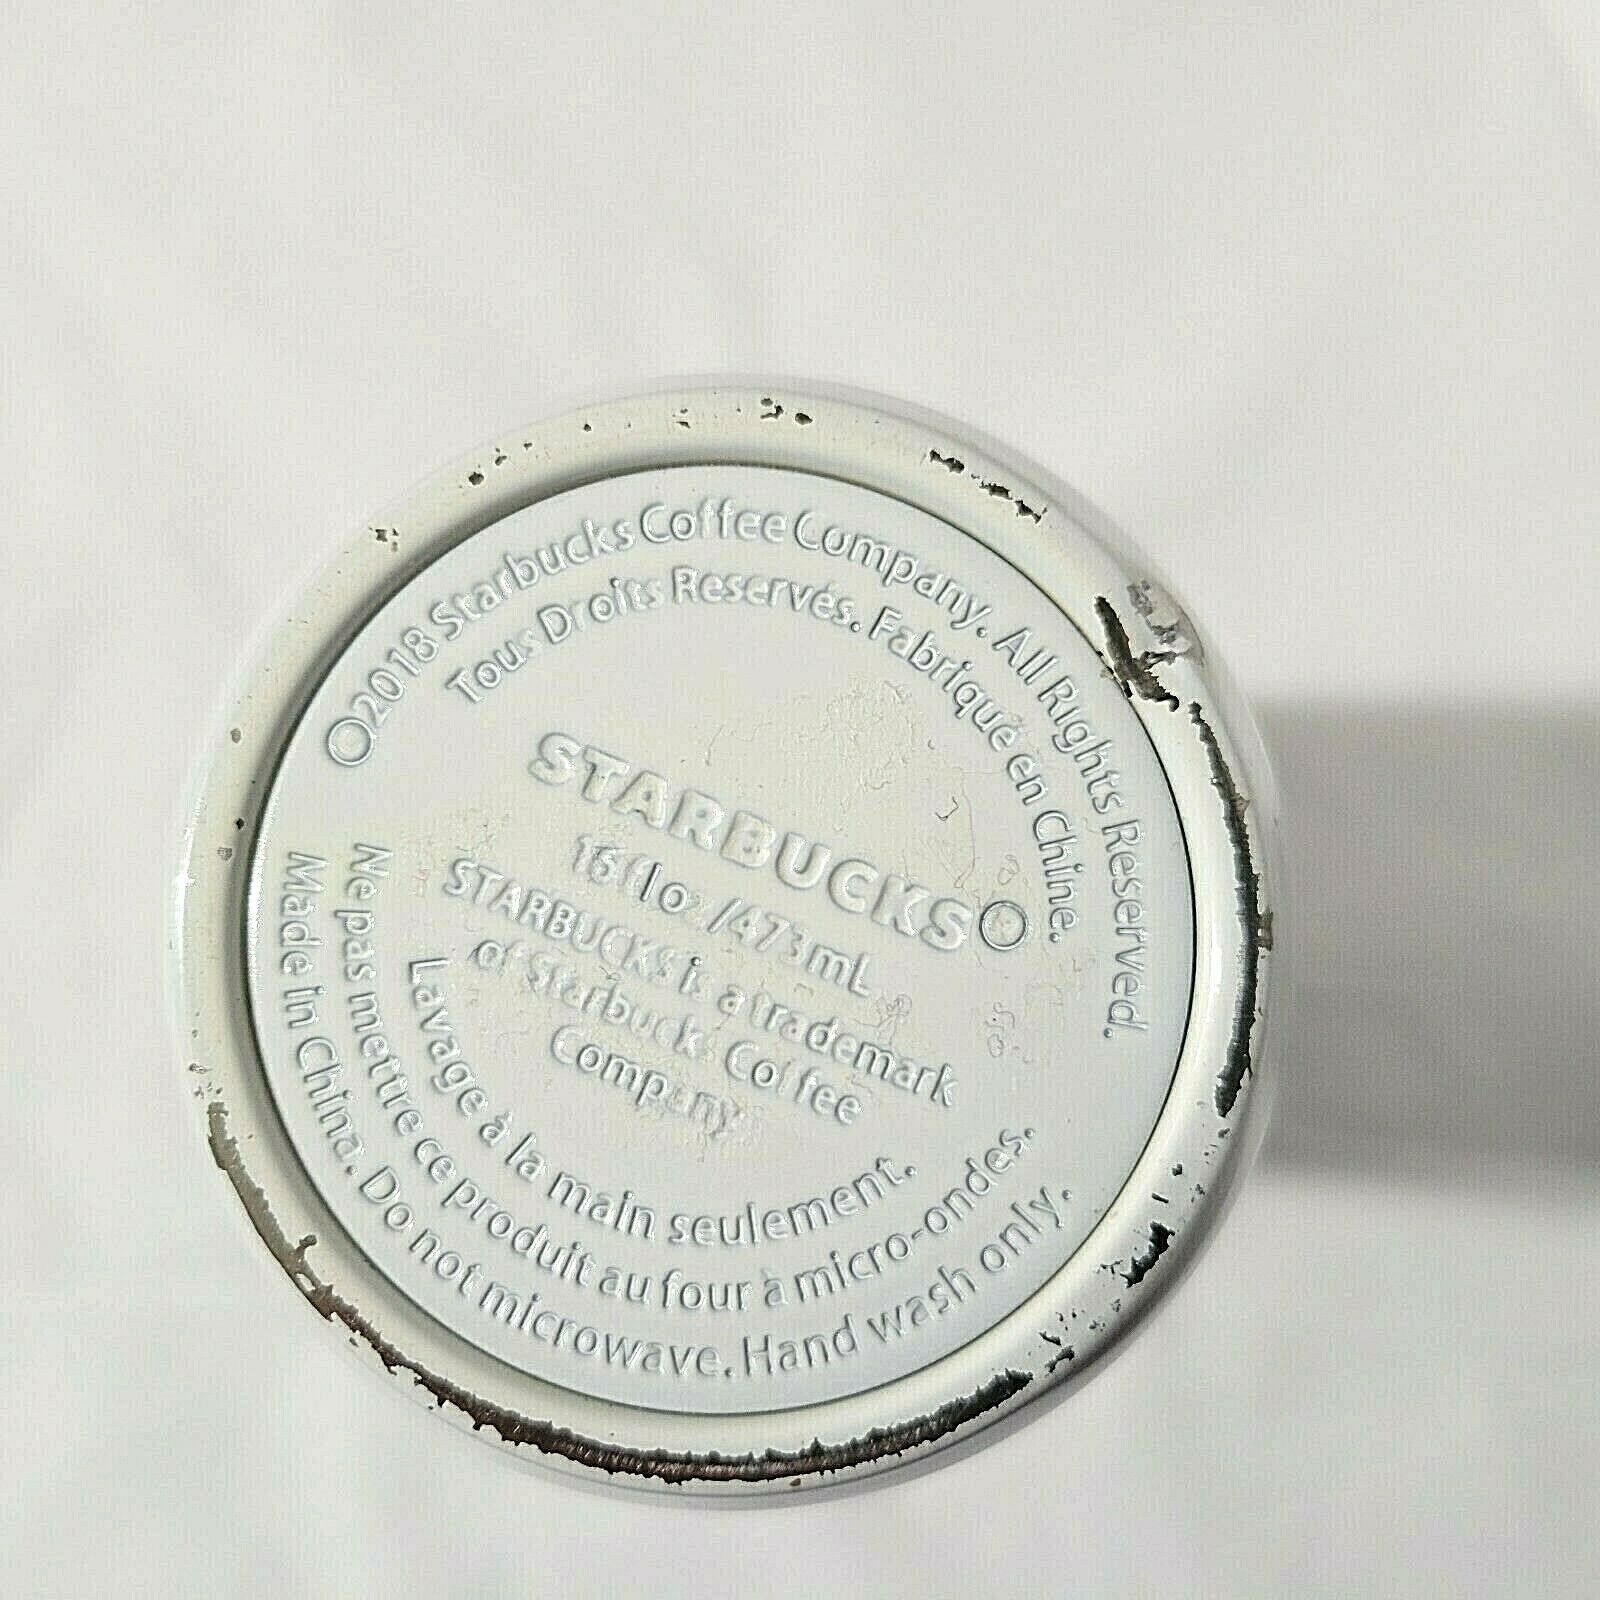 ©2018 Starbucks Coffee Company. All Rights Reserved.
Tous Droits Reservés. Fabriqué en Chine.
STARBUCKS
16 fl oz /473 mL
STARBUCKS is a trademark
of Starbucks Coffee
Company
Lavage à la main seulement.
Ne pas mettre ce produit au four à micro-ondes.
Made in China. Do not microwave. Hand wash only.